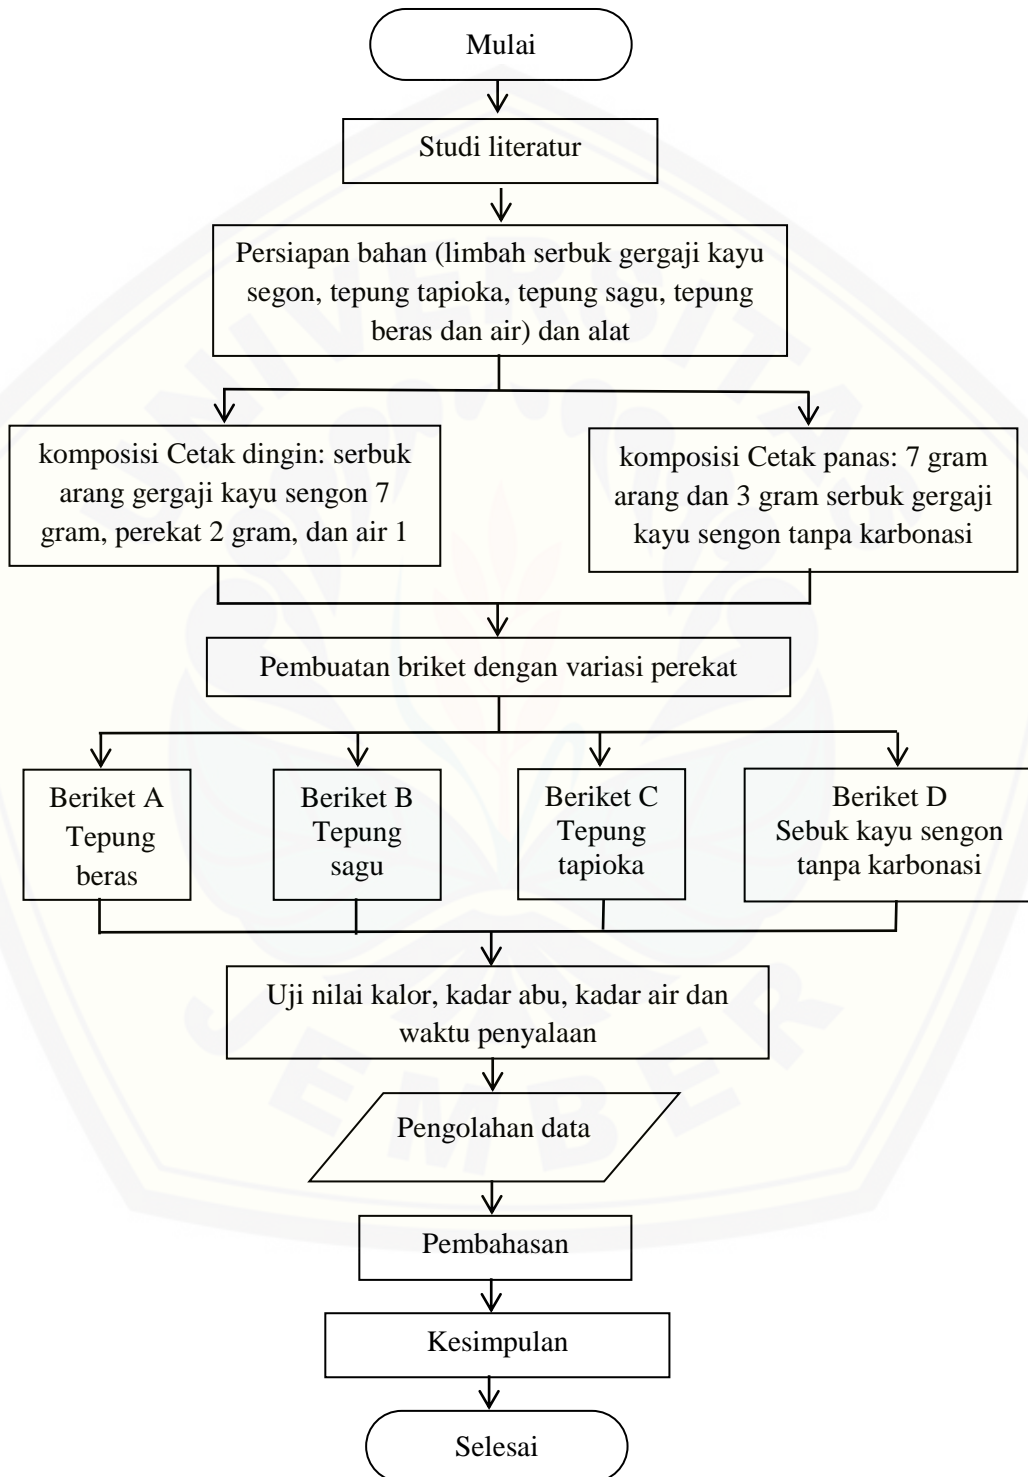 Mulai
Studi literatur
Persiapan bahan (limbah serbuk gergaji kayu
segon, tepung tapioka, tepung sagu, tepung
beras dan air) dan alat
komposisi Cetak dingin: serbuk
arang gergaji kayu sengon 7
gram, perekat 2 gram, dan air 1
komposisi Cetak panas: 7 gram
arang dan 3 gram serbuk gergaji
kayu sengon tanpa karbonasi
Pembuatan briket dengan variasi perekat
Beriket A
Tepung
beras
Beriket B
Tepung
sagu
Beriket C
Tepung
tapioka
Beriket D
Sebuk kayu sengon
tanpa karbonasi
Uji nilai kalor, kadar abu, kadar air dan
waktu penyalaan
Pengolahan data
Pembahasan
Kesimpulan
Selesai
UNIVERSITAS
JEMBER